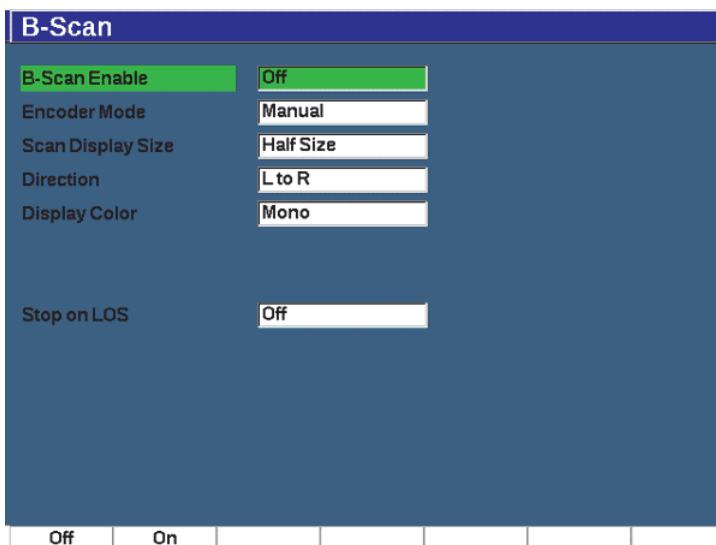 B-Scan
B-Scan Enable Off
Encoder Mode Manual
Scan Display Size Half Size
Direction L to R
Display Color Mono
Stop on LOS Off
Off On